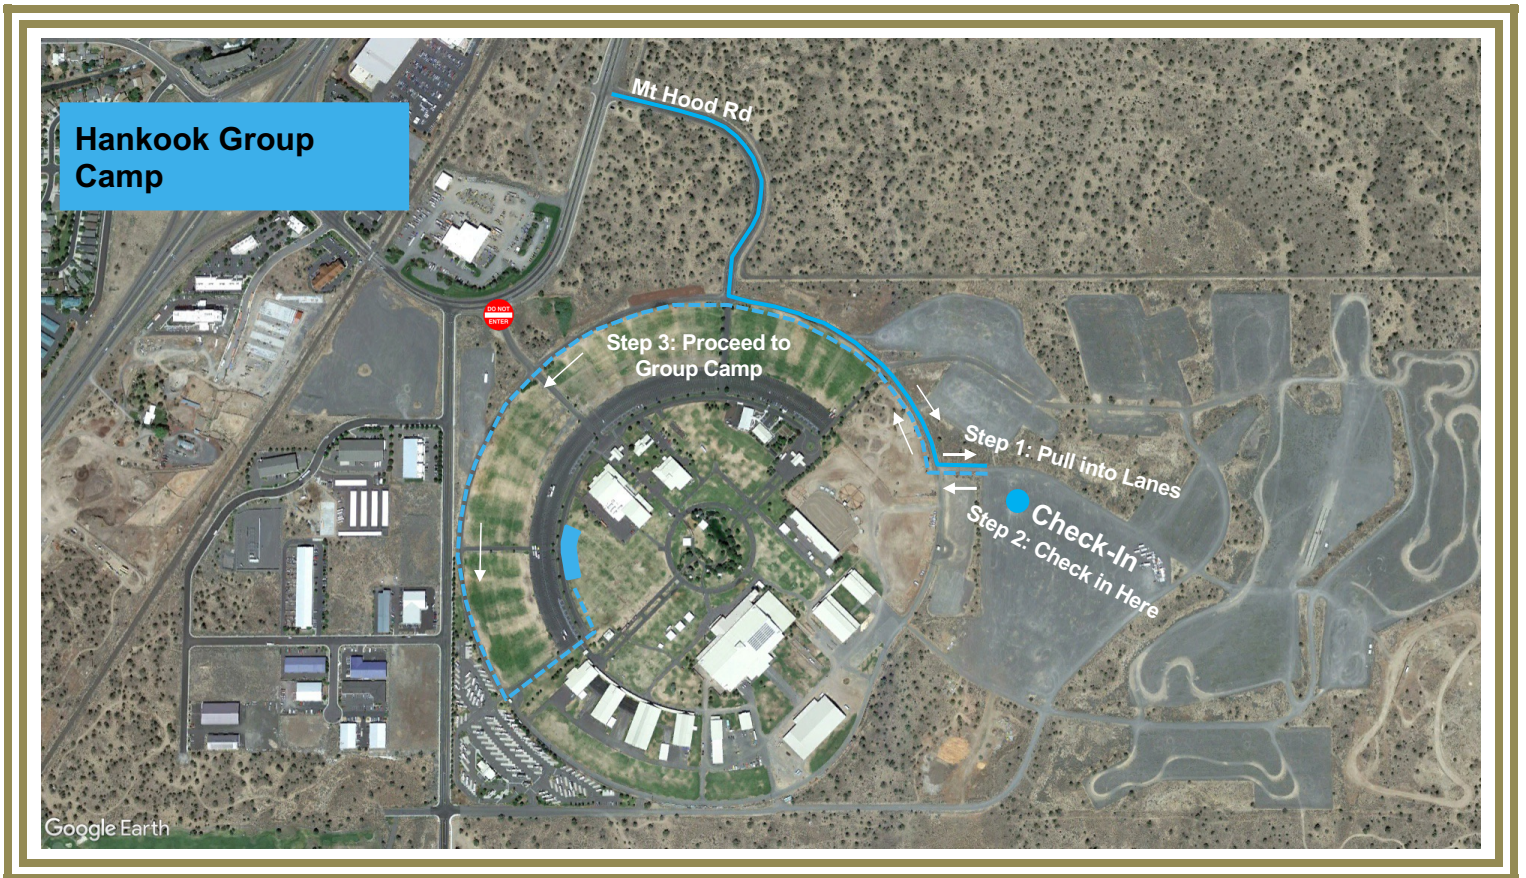 Hankook Group
Camp
Mt Hood Rd
DO NOT
ENTER
Step 3: Proceed to
Group Camp
Step 1: Pull into Lanes
Check-In
Step 2: Check in Here
Google Earth